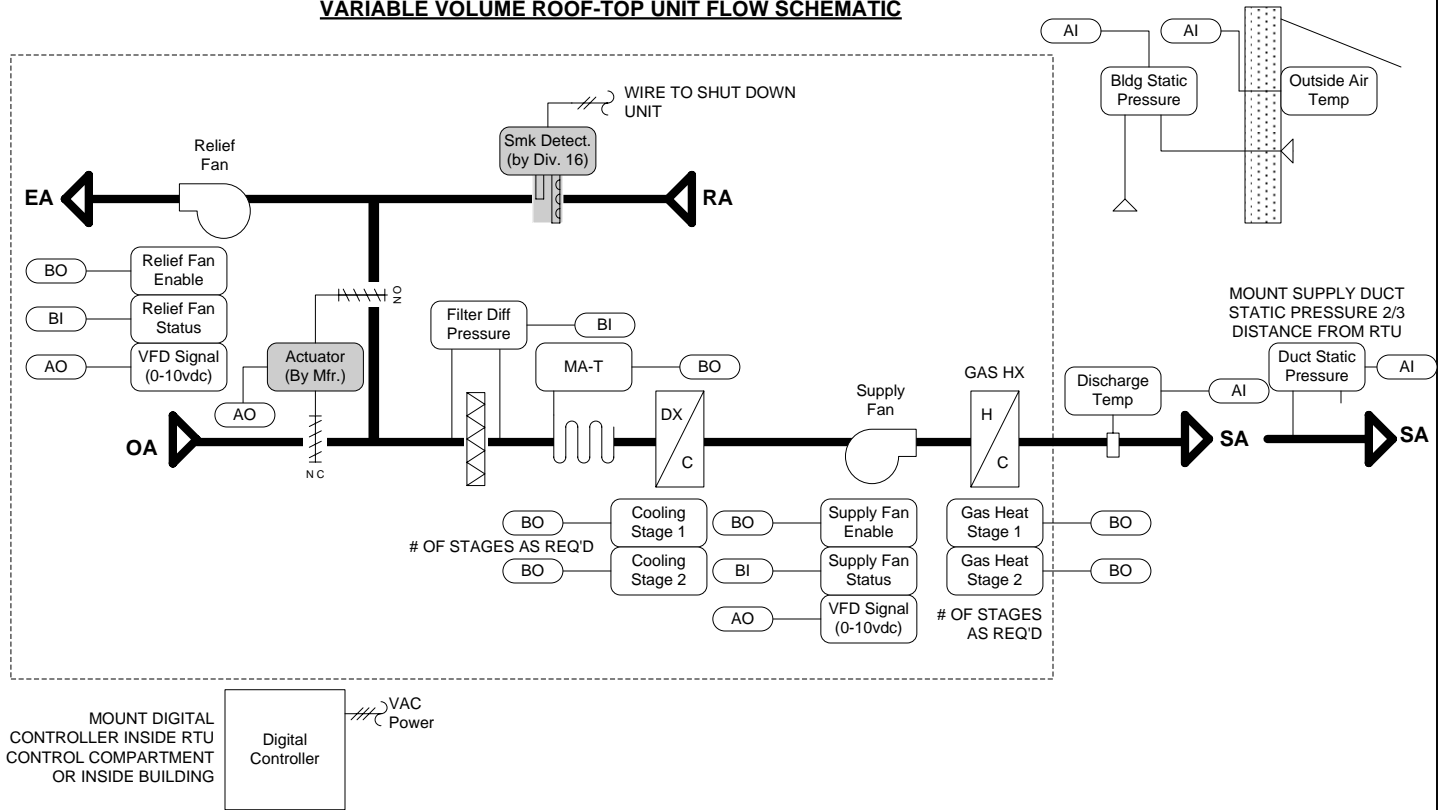 VARIABLE VOLUME ROOF-TOP UNIT FLOW SCHEMATIC
AI
AI
Bldg Static
Pressure
Outside Air
Temp
WIRE TO SHUT DOWN
UNIT
Smk Detect.
(by Div. 16)
Relief
Fan
EA
RA
BO
Relief Fan
Enable
BI
Relief Fan
Status
AO
VFD Signal
(0-10vdc)
NO
Actuator
(By Mfr.)
AO
Filter Diff
Pressure
BI
MA-T
BO
MOUNT SUPPLY DUCT
STATIC PRESSURE 2/3
DISTANCE FROM RTU
Duct Static
Pressure
AI
GAS HX
Discharge
Temp
AI
Supply
Fan
OA
NC
DX
C
H
C
SA
SA
BO
Cooling
Stage 1
# OF STAGES AS REQ'D
BO
Cooling
Stage 2
BO
Supply Fan
Enable
BI
Supply Fan
Status
AO
VFD Signal
(0-10vdc)
Gas Heat
Stage 1
BO
Gas Heat
Stage 2
BO
# OF STAGES
AS REQ'D
MOUNT DIGITAL
CONTROLLER INSIDE RTU
CONTROL COMPARTMENT
OR INSIDE BUILDING
Digital
Controller
VAC
Power